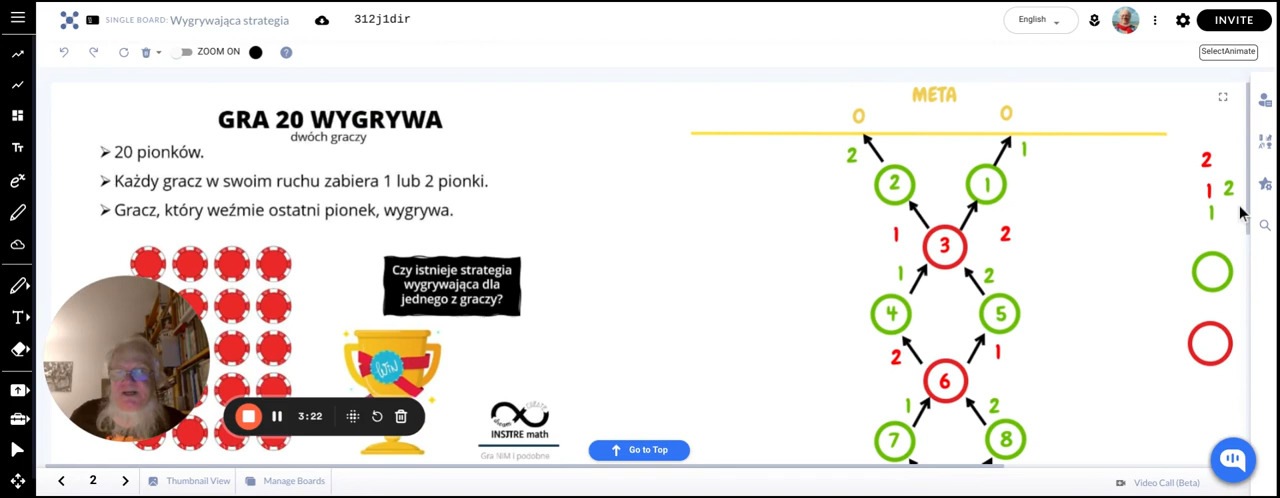 SINGLE BOARD: Wygrywająca strategia
312j1dir
English
INVITE
ZOOM ON
SelectAnimate
GRA 20 WYGRYWA
dwóch graczy
➢ 20 pionków.
➢ Każdy gracz w swoim ruchu zabiera 1 lub 2 pionki.
➢ Gracz, który weźmie ostatni pionek, wygrywa.
Czy istnieje strategia
wygrywająca dla
jednego z graczy?
WIN
3:22
INSITRE math
Gra NIM i podobne
META
0 0
2 1
2 1
1 3 2
1 2
4 5
2 1
6
1 2
7 8
2
1 2
1
Go to Top
2
Thumbnail View
Manage Boards
Video Call (Beta)